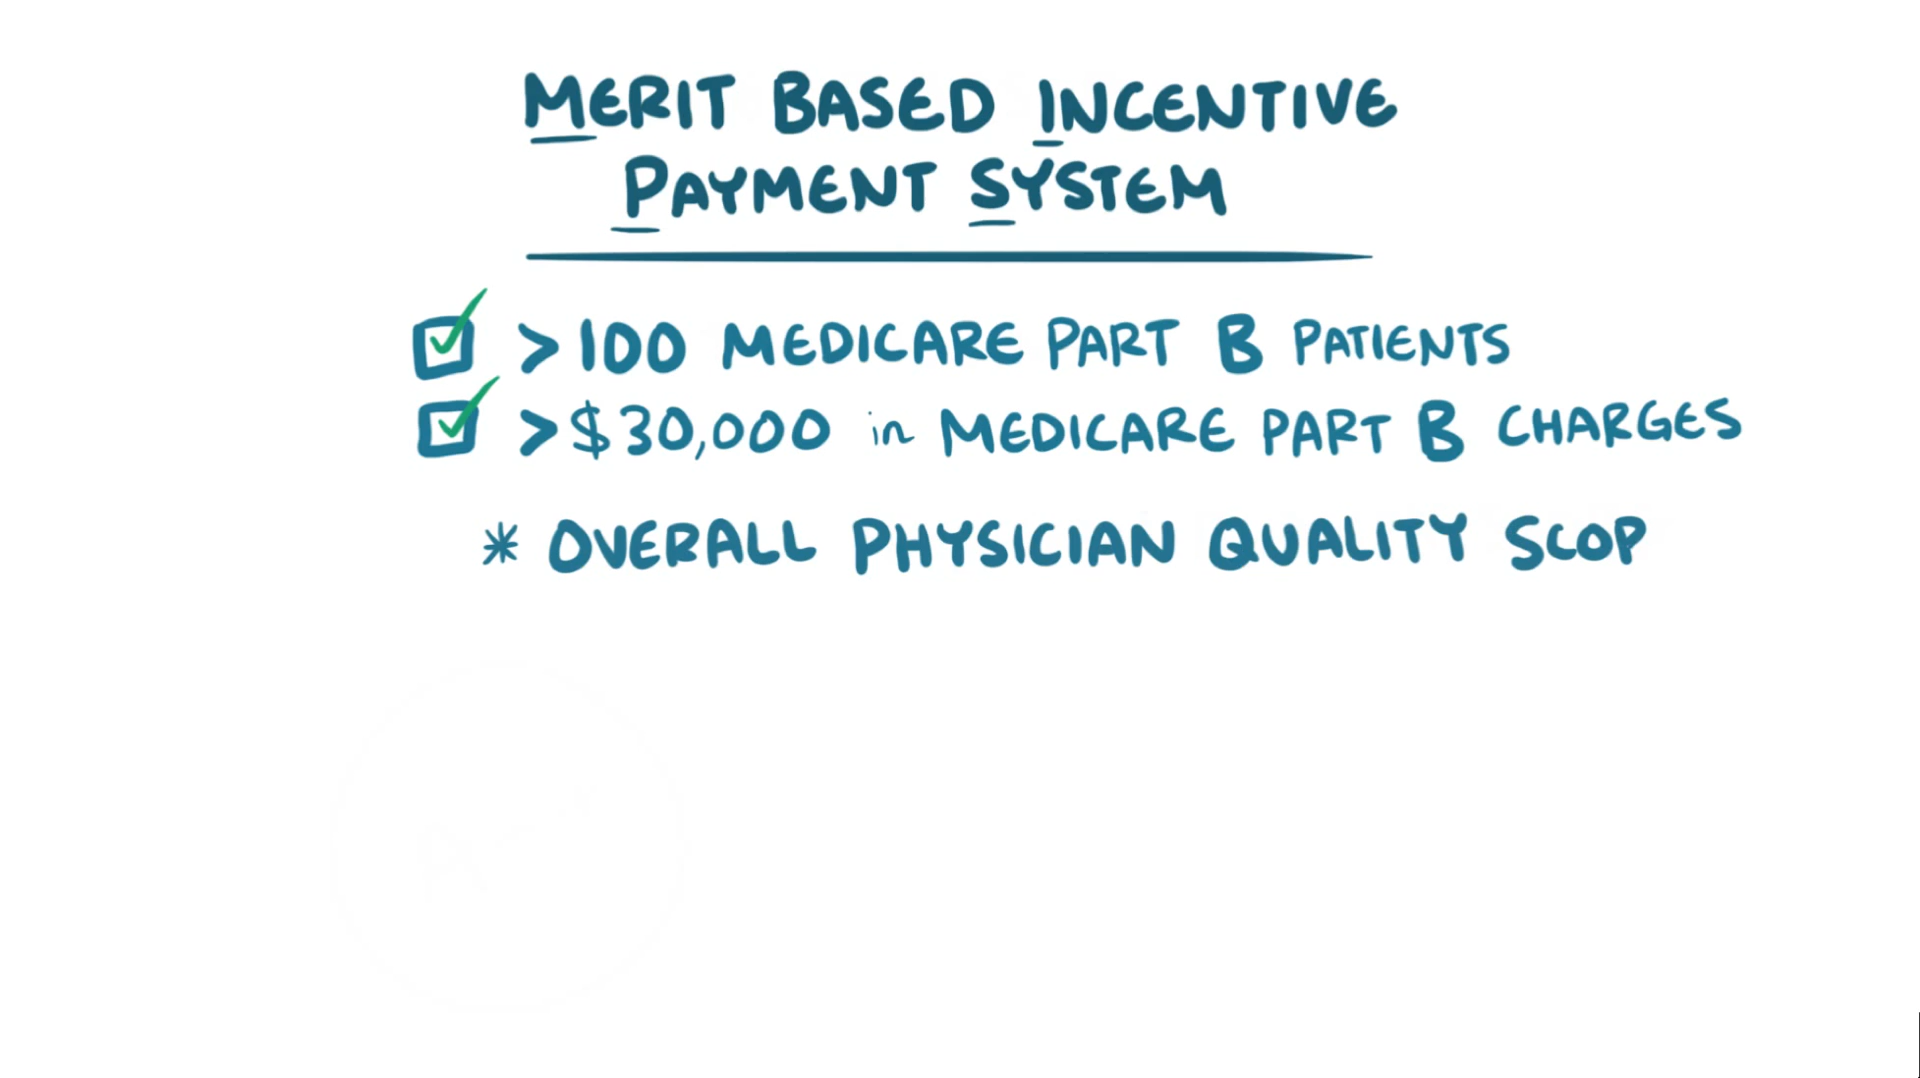 MERIT BASED INCENTIVE
PAYMENT SYSTEM
>100 MEDICARE PART B PATIENTS
>$30,000 in MEDICARE PART B CHARGES
* OVERALL PHYSICIAN QUALITY SCOP